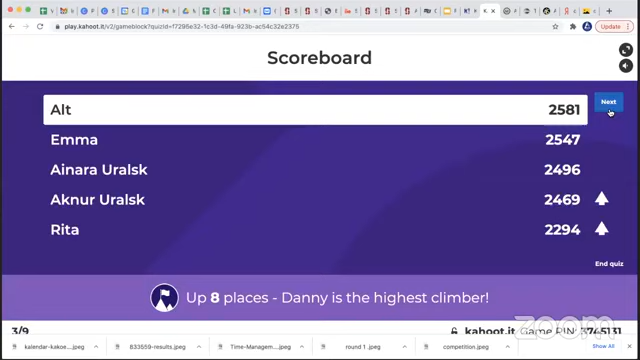 play.kahoot.it/v2/gameblock?quizId=f7296e32-1c3d-49fa-923b-ac54c32e2375
Update
Scoreboard
Next
Alt 2581
Emma 2547
Ainara Uralsk 2496
Aknur Uralsk 2469
Rita 2294
End quiz
Up 8 places - Danny is the highest climber!
3/9
kahoot.it Game PIN: 3745131
zoom
kalendar-kakoe....jpeg
833559-results.jpeg
Time-Managem....jpeg
round 1.jpeg
competition.jpeg
Show All